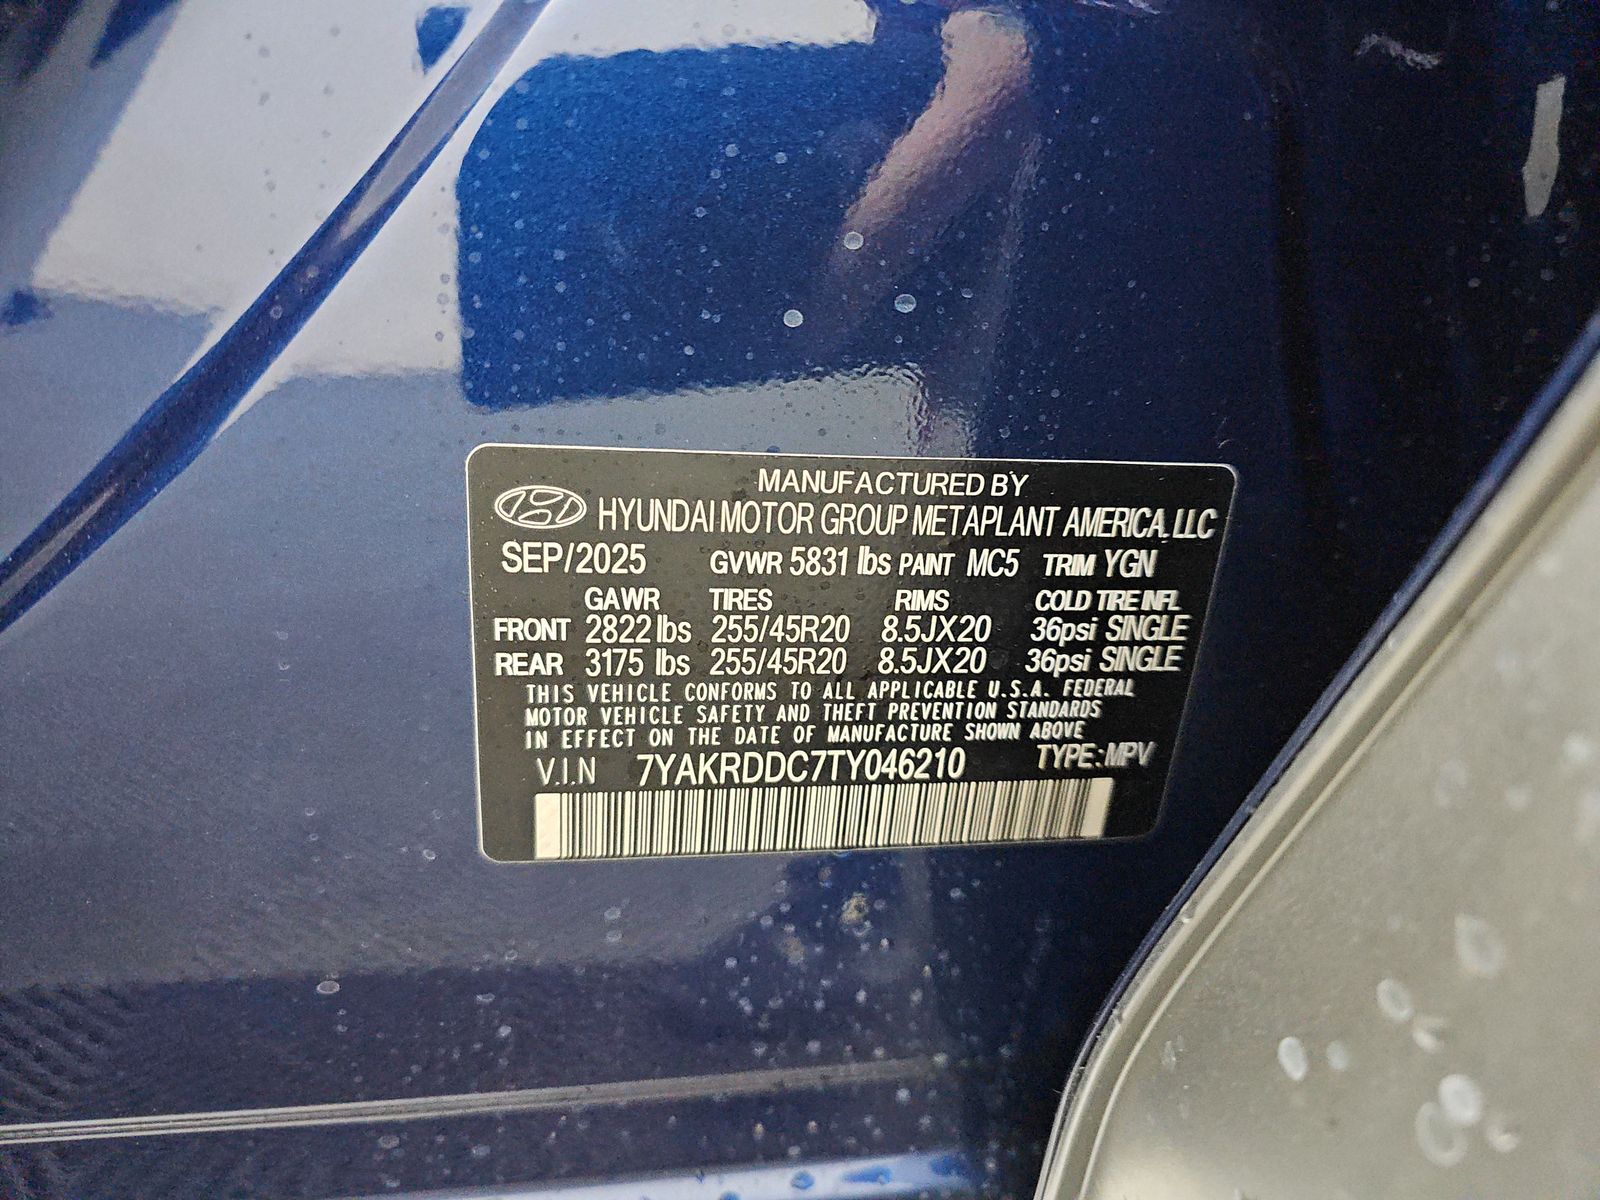 MANUFACTURED BY
HYUNDAI MOTOR GROUP METAPLANT AMERICA, LLC
SEP/2025 GVWR 5831 lbs PAINT MC5 TRIM YGN
GAWR TIRES RIMS COLD TIRE INFL
FRONT 2822 lbs 255/45R20 8.5JX20 36psi SINGLE
REAR 3175 lbs 255/45R20 8.5JX20 36psi SINGLE
THIS VEHICLE CONFORMS TO ALL APPLICABLE U.S.A. FEDERAL
MOTOR VEHICLE SAFETY AND THEFT PREVENTION STANDARDS
IN EFFECT ON THE DATE OF MANUFACTURE SHOWN ABOVE
V.I.N 7YAKRDDC7TY046210 TYPE:MPV